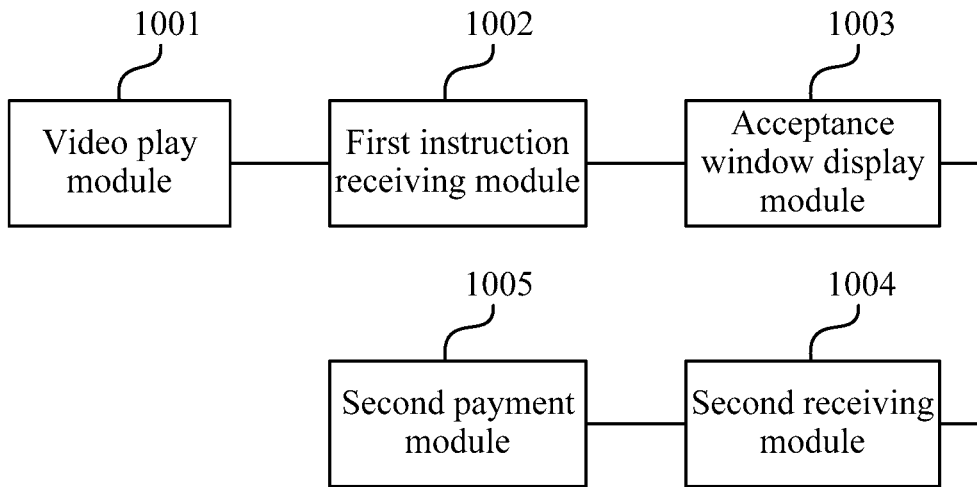 1001
1002
1003
Video play
module
First instruction
receiving module
Acceptance
window display
module
1005
1004
Second payment
module
Second receiving
module